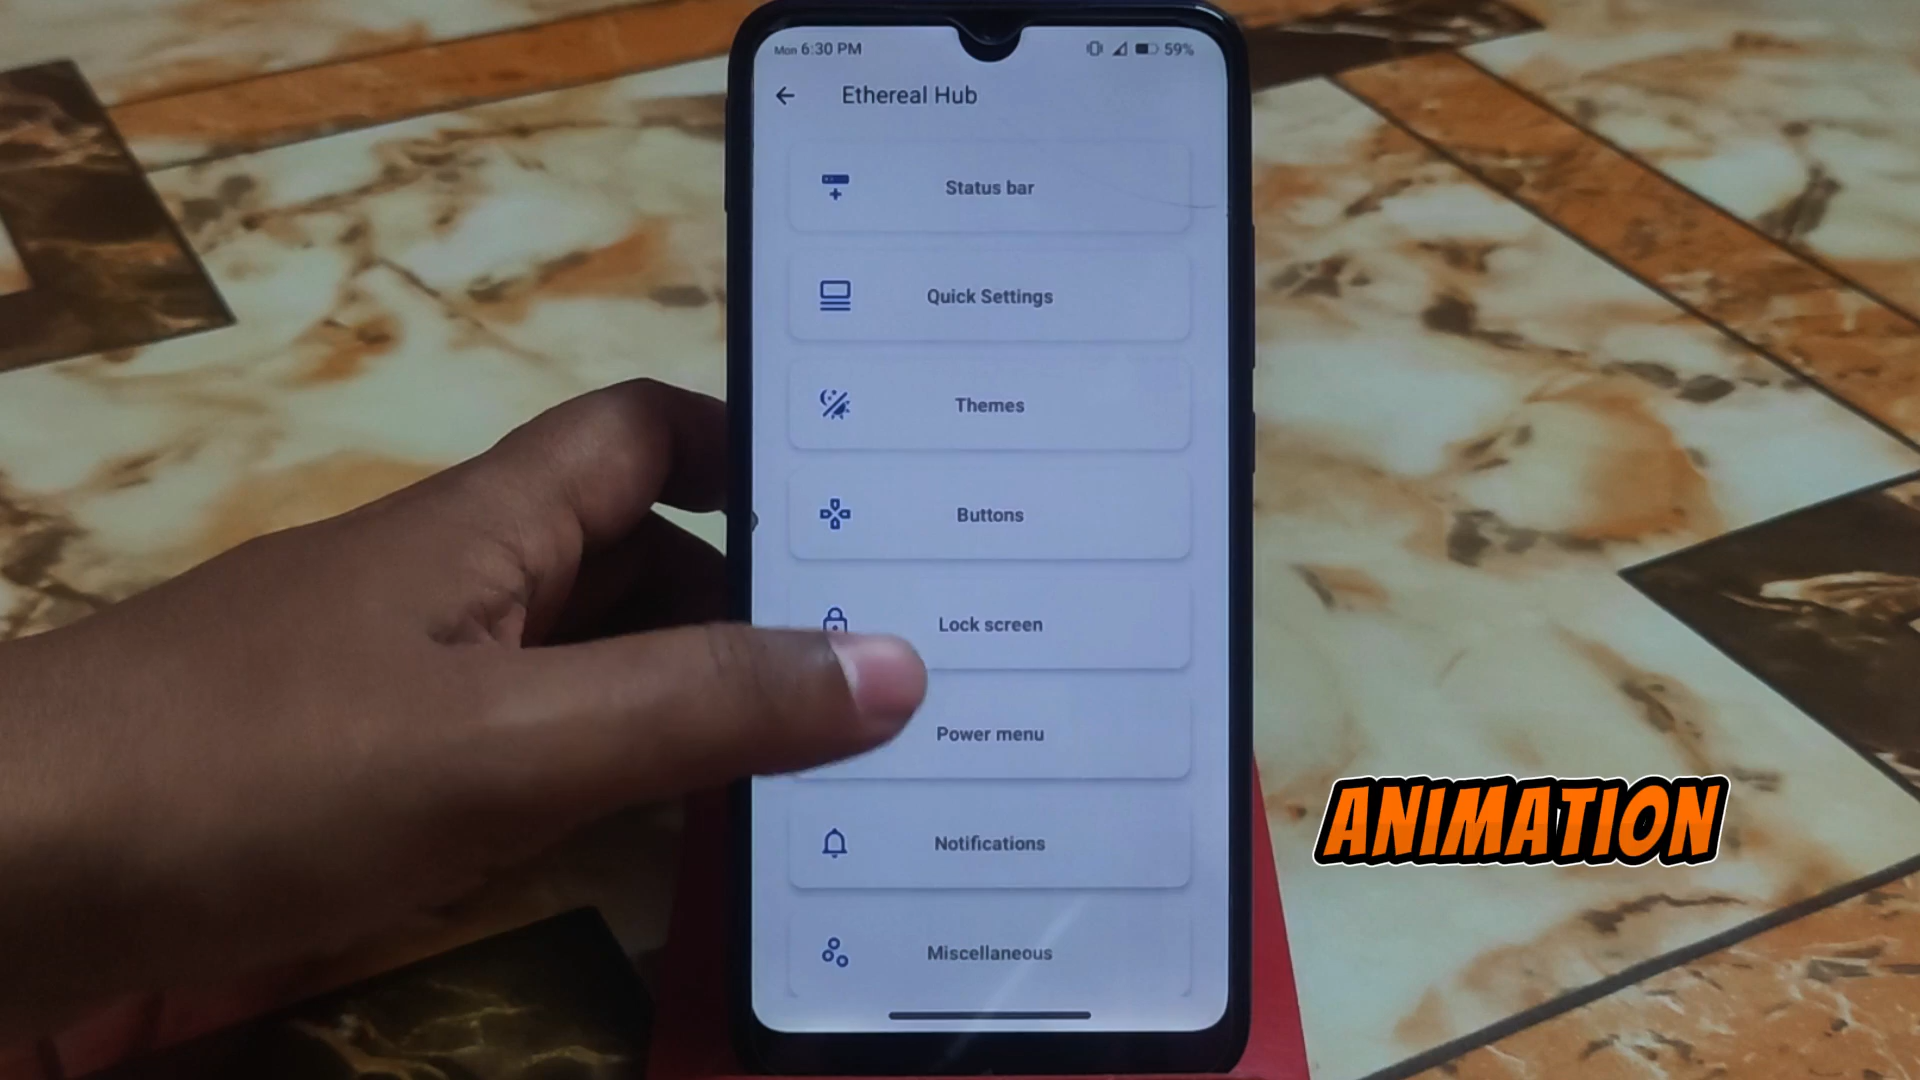 Mon 6:30 PM
59%
Ethereal Hub
Status bar
Quick Settings
Themes
Buttons
Lock screen
Power menu
ANIMATION
Notifications
Miscellaneous